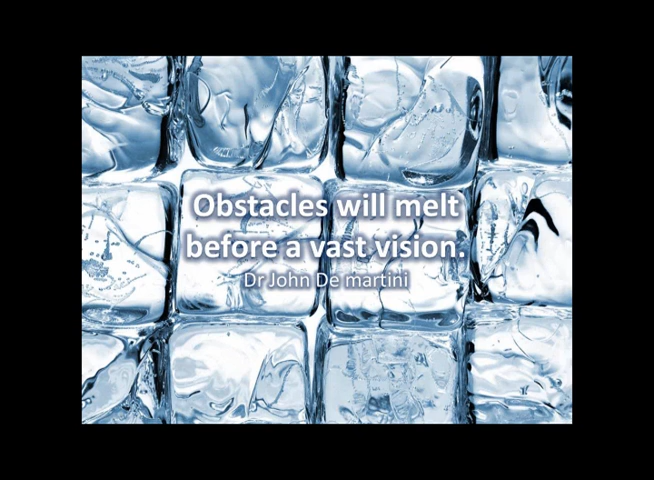 Obstacles will melt
before a vast vision.
Dr John De martini